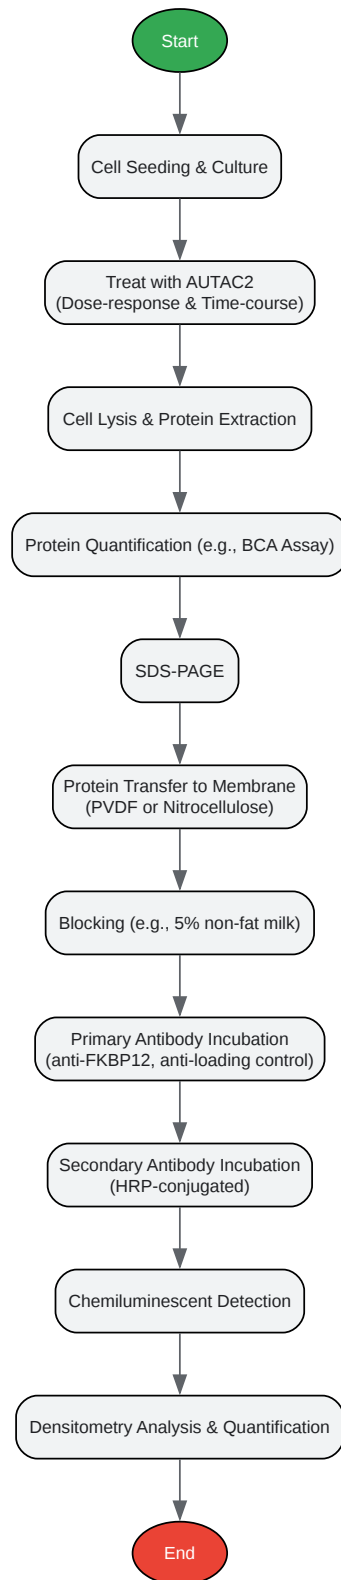 Start
Cell Seeding & Culture
Treat with AUTAC2
(Dose-response & Time-course)
Cell Lysis & Protein Extraction
Protein Quantification (e.g., BCA Assay)
SDS-PAGE
Protein Transfer to Membrane
(PVDF or Nitrocellulose)
Blocking (e.g., 5% non-fat milk)
Primary Antibody Incubation
(anti-FKBP12, anti-loading control)
Secondary Antibody Incubation
(HRP-conjugated)
Chemiluminescent Detection
Densitometry Analysis & Quantification
End